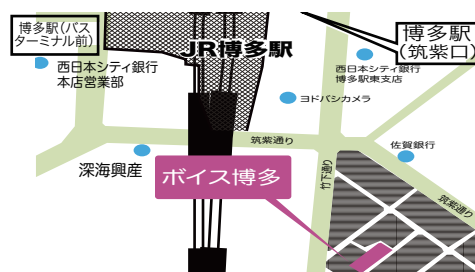 博多駅(バス
ターミナル前)
JR博多駅
博多駅
(筑紫口)
西日本シティ銀行
本店営業部
西日本シティ銀行
博多駅東支店
ヨドバシカメラ
筑紫通り
佐賀銀行
深海興産
ボイス博多
竹下通り
筑紫通り